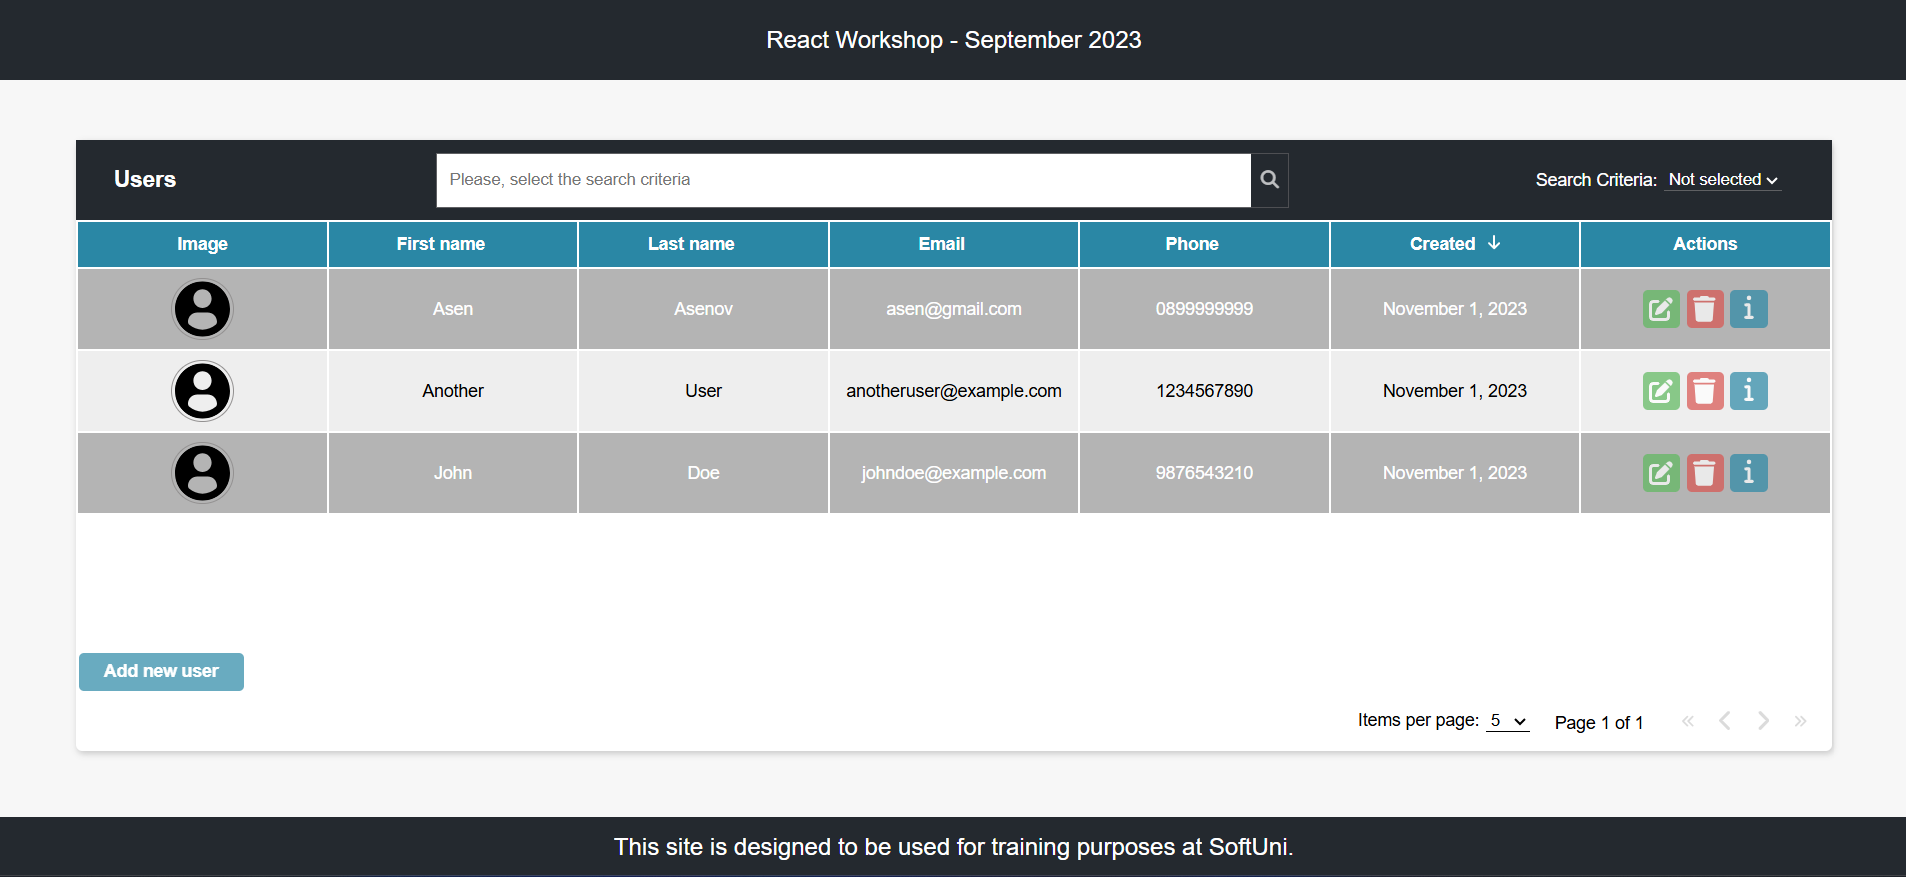 React Workshop - September 2023
Users
Please, select the search criteria
Search Criteria: Not selected
Image First name Last name Email Phone Created Actions
Asen Asenov asen@gmail.com 0899999999 November 1, 2023
Another User anotheruser@example.com 1234567890 November 1, 2023
John Doe johndoe@example.com 9876543210 November 1, 2023
Add new user
Items per page: 5 Page 1 of 1
This site is designed to be used for training purposes at SoftUni.